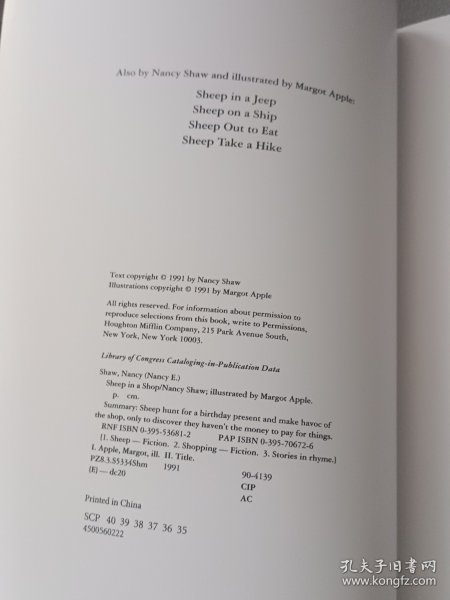 Also by Nancy Shaw and illustrated by Margot Apple:
Sheep in a Jeep
Sheep on a Ship
Sheep Out to Eat
Sheep Take a Hike
Text copyright © 1991 by Nancy Shaw
Illustrations copyright © 1991 by Margot Apple
All rights reserved. For information about permission to
reproduce selections from this book, write to Permissions,
Houghton Mifflin Company, 215 Park Avenue South,
New York, New York 10003.
Library of Congress Cataloging-in-Publication Data
Shaw, Nancy (Nancy E.)
Sheep in a Shop/Nancy Shaw; illustrated by Margot Apple.
p. cm.
Summary: Sheep hunt for a birthday present and make havoc of
the shop, only to discover they haven't the money to pay for things.
RNF ISBN 0-395-53681-2 PAP ISBN 0-395-70672-6
[1. Sheep — Fiction. 2. Shopping — Fiction. 3. Stories in rhyme.]
I. Apple, Margot, ill. II. Title.
PZ8.3.S5334Shm 1991 90-4139
[E] — dc20 CIP
AC
Printed in China
SCP 40 39 38 37 36 35
4500560222
孔夫子旧书网
www.kongfz.com